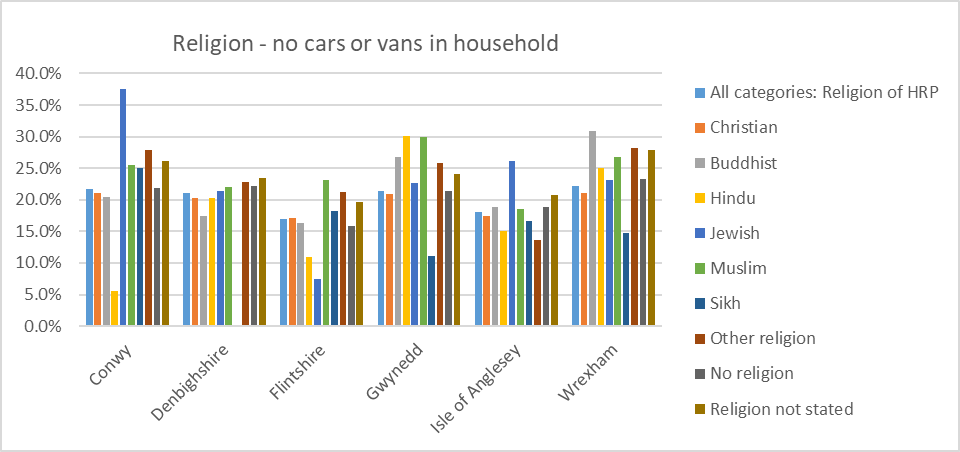 Religion - no cars or vans in household
40.0%
35.0%
30.0%
25.0%
20.0%
15.0%
10.0%
5.0%
0.0%
Conwy
Denbighshire
Flintshire
Gwynedd
Isle of Anglesey
Wrexham
All categories: Religion of HRP
Christian
Buddhist
Hindu
Jewish
Muslim
Sikh
Other religion
No religion
Religion not stated